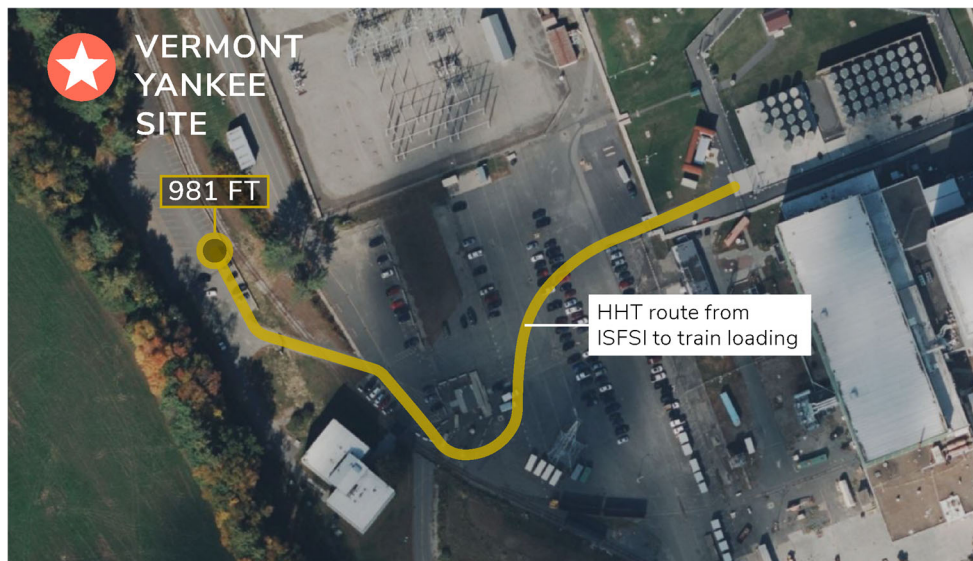 VERMONT
YANKEE
SITE
981 FT
HHT route from
ISFSI to train loading